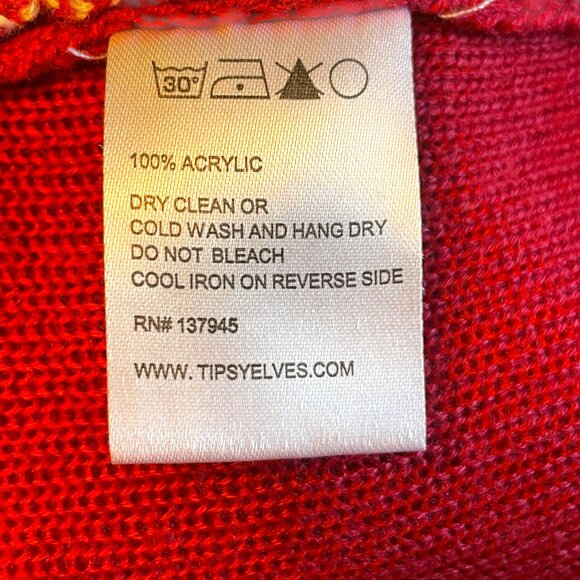 30°
100% ACRYLIC
DRY CLEAN OR
COLD WASH AND HANG DRY
DO NOT BLEACH
COOL IRON ON REVERSE SIDE
RN# 137945
WWW. TIPSYELVES.COM